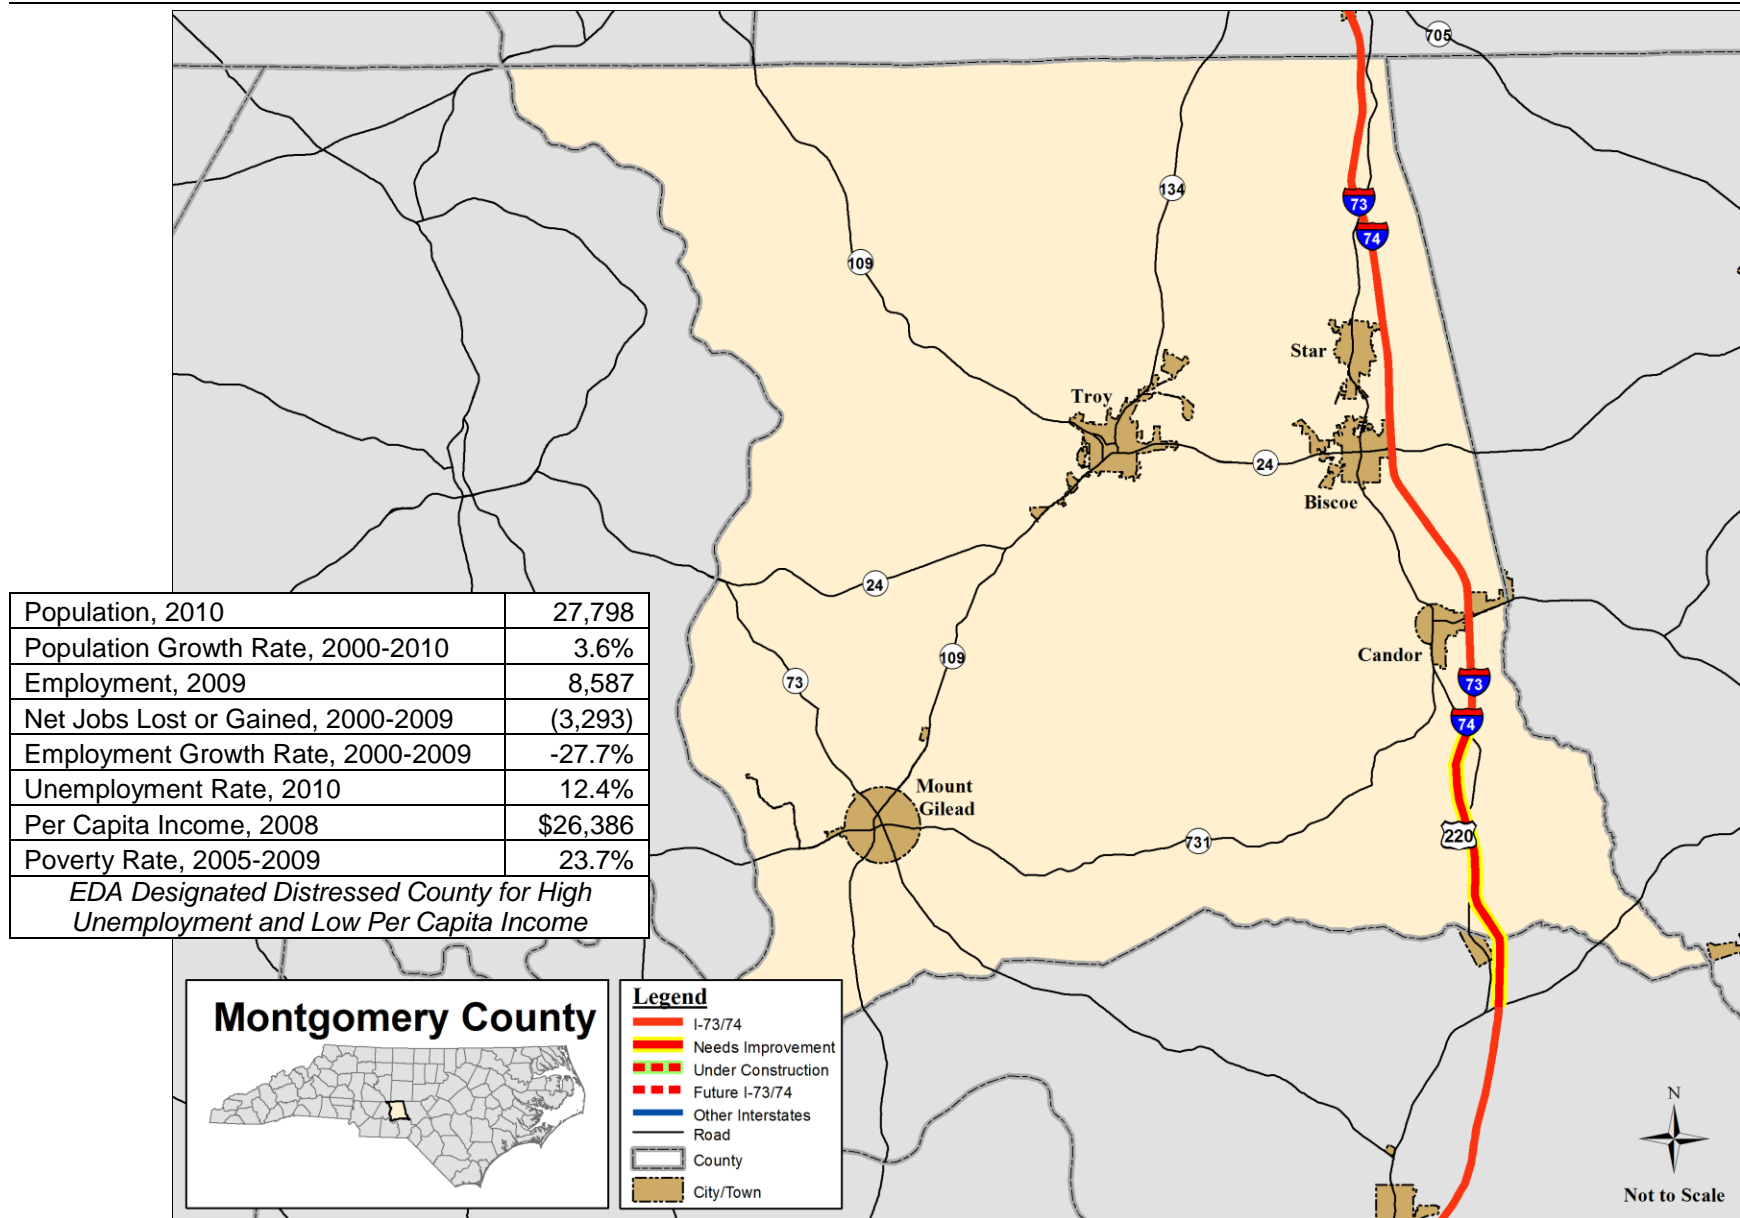 705
134
73
109
74
Star
Troy
24
Biscoe
24
Candor
109
73
73
74
Mount
Gilead
220
731
Population, 2010 27,798
Population Growth Rate, 2000-2010 3.6%
Employment, 2009 8,587
Net Jobs Lost or Gained, 2000-2009 (3,293)
Employment Growth Rate, 2000-2009 -27.7%
Unemployment Rate, 2010 12.4%
Per Capita Income, 2008 $26,386
Poverty Rate, 2005-2009 23.7%
EDA Designated Distressed County for High
Unemployment and Low Per Capita Income
Montgomery County
Legend
I-73/74
Needs Improvement
Under Construction
Future I-73/74
Other Interstates
Road
County
City/Town
N
Not to Scale